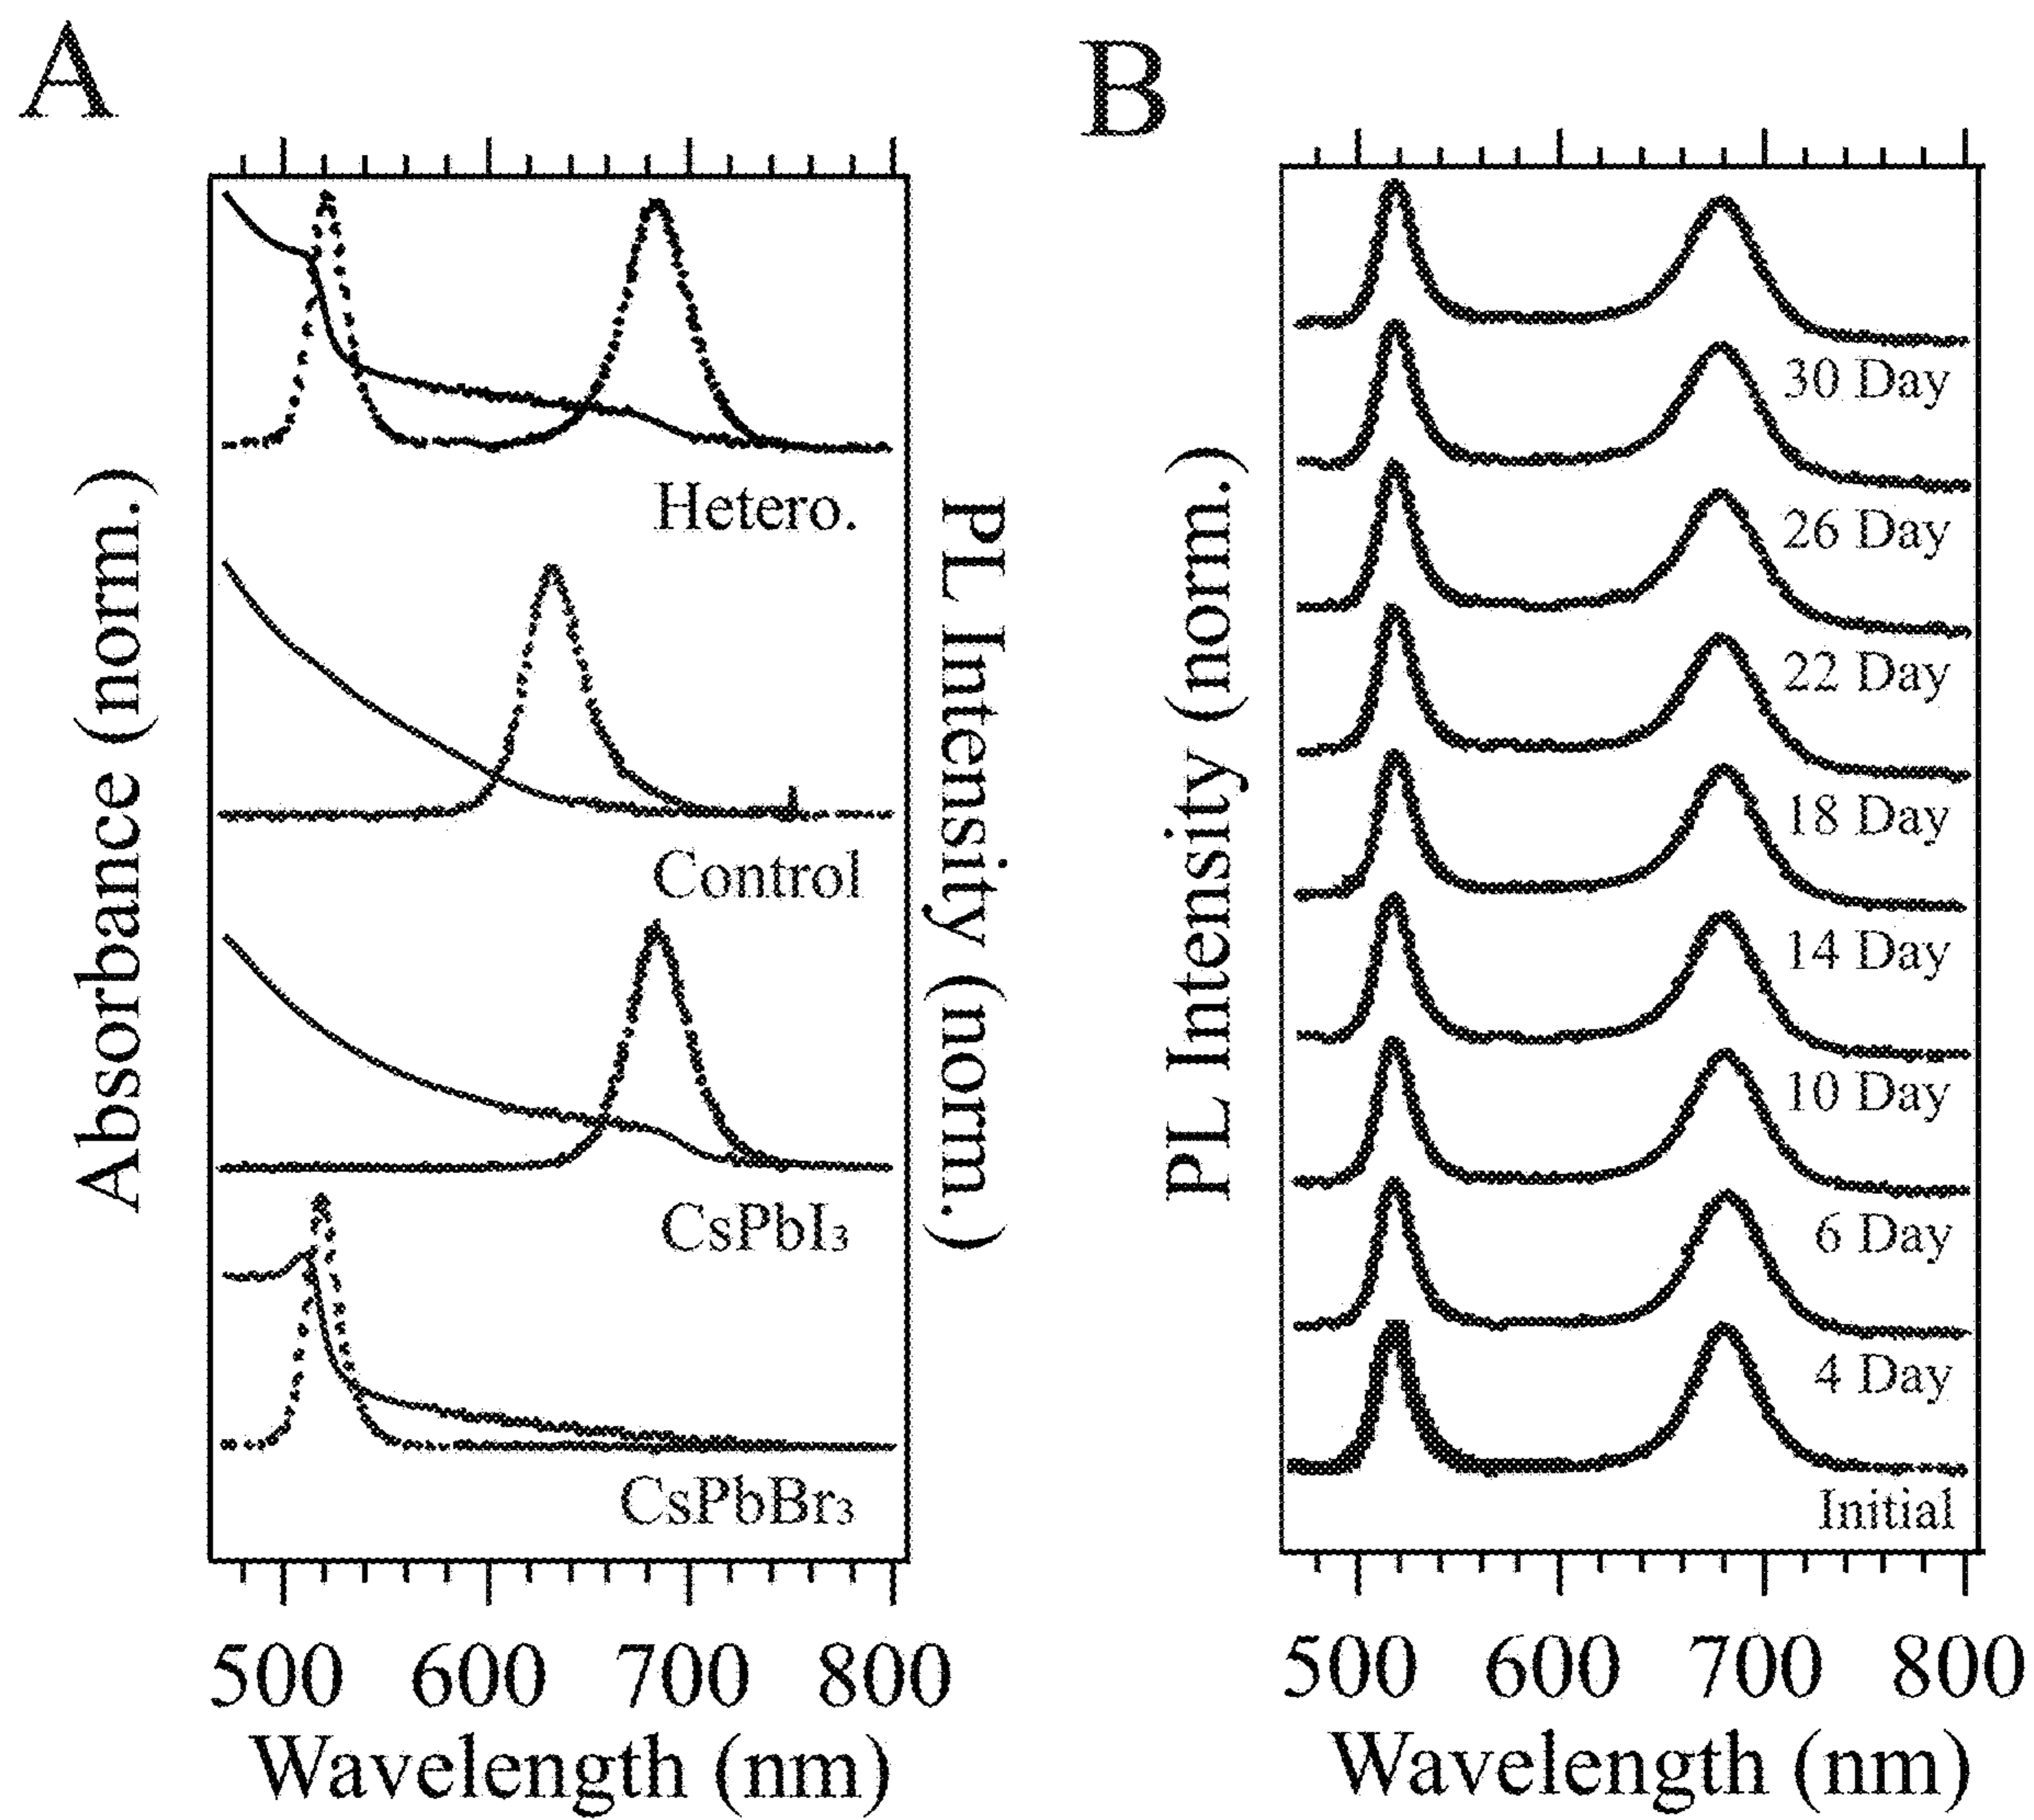 A
Absorbance (norm.)
Hetero.
Control
CsPbI₃
CsPbBr₃
PL Intensity (norm.)
500 600 700 800
Wavelength (nm)
B
PL Intensity (norm.)
30 Day
26 Day
22 Day
18 Day
14 Day
10 Day
6 Day
4 Day
Initial
500 600 700 800
Wavelength (nm)